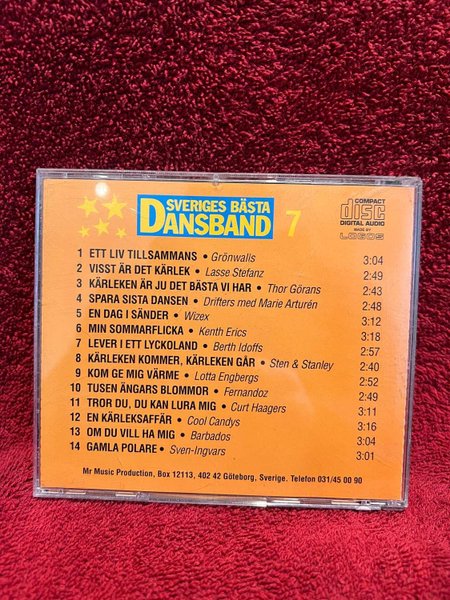 SVERIGES BÄSTA
DANSBAND 7
COMPACT
disc
DIGITAL AUDIO
MADE BY
LOGOS
1 ETT LIV TILLSAMMANS • Grönwalls 3:04
2 VISST ÄR DET KÄRLEK • Lasse Stefanz 2:49
3 KÄRLEKEN ÄR JU DET BÄSTA VI HAR • Thor Görans 2:43
4 SPARA SISTA DANSEN • Drifters med Marie Arturén 2:48
5 EN DAG I SÄNDER • Wizex 3:12
6 MIN SOMMARFLICKA • Kenth Erics 3:18
7 LEVER I ETT LYCKOLAND • Berth Idoffs 2:57
8 KÄRLEKEN KOMMER, KÄRLEKEN GÅR • Sten & Stanley 2:40
9 KOM GE MIG VÄRME • Lotta Engbergs 2:52
10 TUSEN ÄNGARS BLOMMOR • Fernandoz 2:49
11 TROR DU, DU KAN LURA MIG • Curt Haagers 3:11
12 EN KÄRLEKSAFFÄR • Cool Candys 3:16
13 OM DU VILL HA MIG • Barbados 3:04
14 GAMLA POLARE • Sven-Ingvars 3:01
Mr Music Production, Box 12113, 402 42 Göteborg, Sverige. Telefon 031/45 00 90